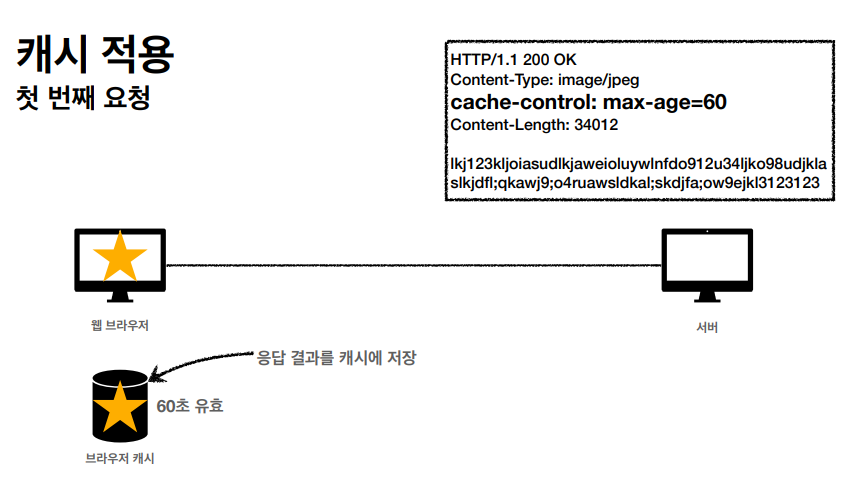 캐시 적용
첫 번째 요청
HTTP/1.1 200 OK
Content-Type: image/jpeg
cache-control: max-age=60
Content-Length: 34012
lkj123kljoiasudlkjaweioluywlnfdo912u34ljko98udjkla
slkjdfl;qkawj9;o4ruawsldkal;skdjfa;ow9ejkl3123123
웹 브라우저
서버
응답 결과를 캐시에 저장
60초 유효
브라우저 캐시